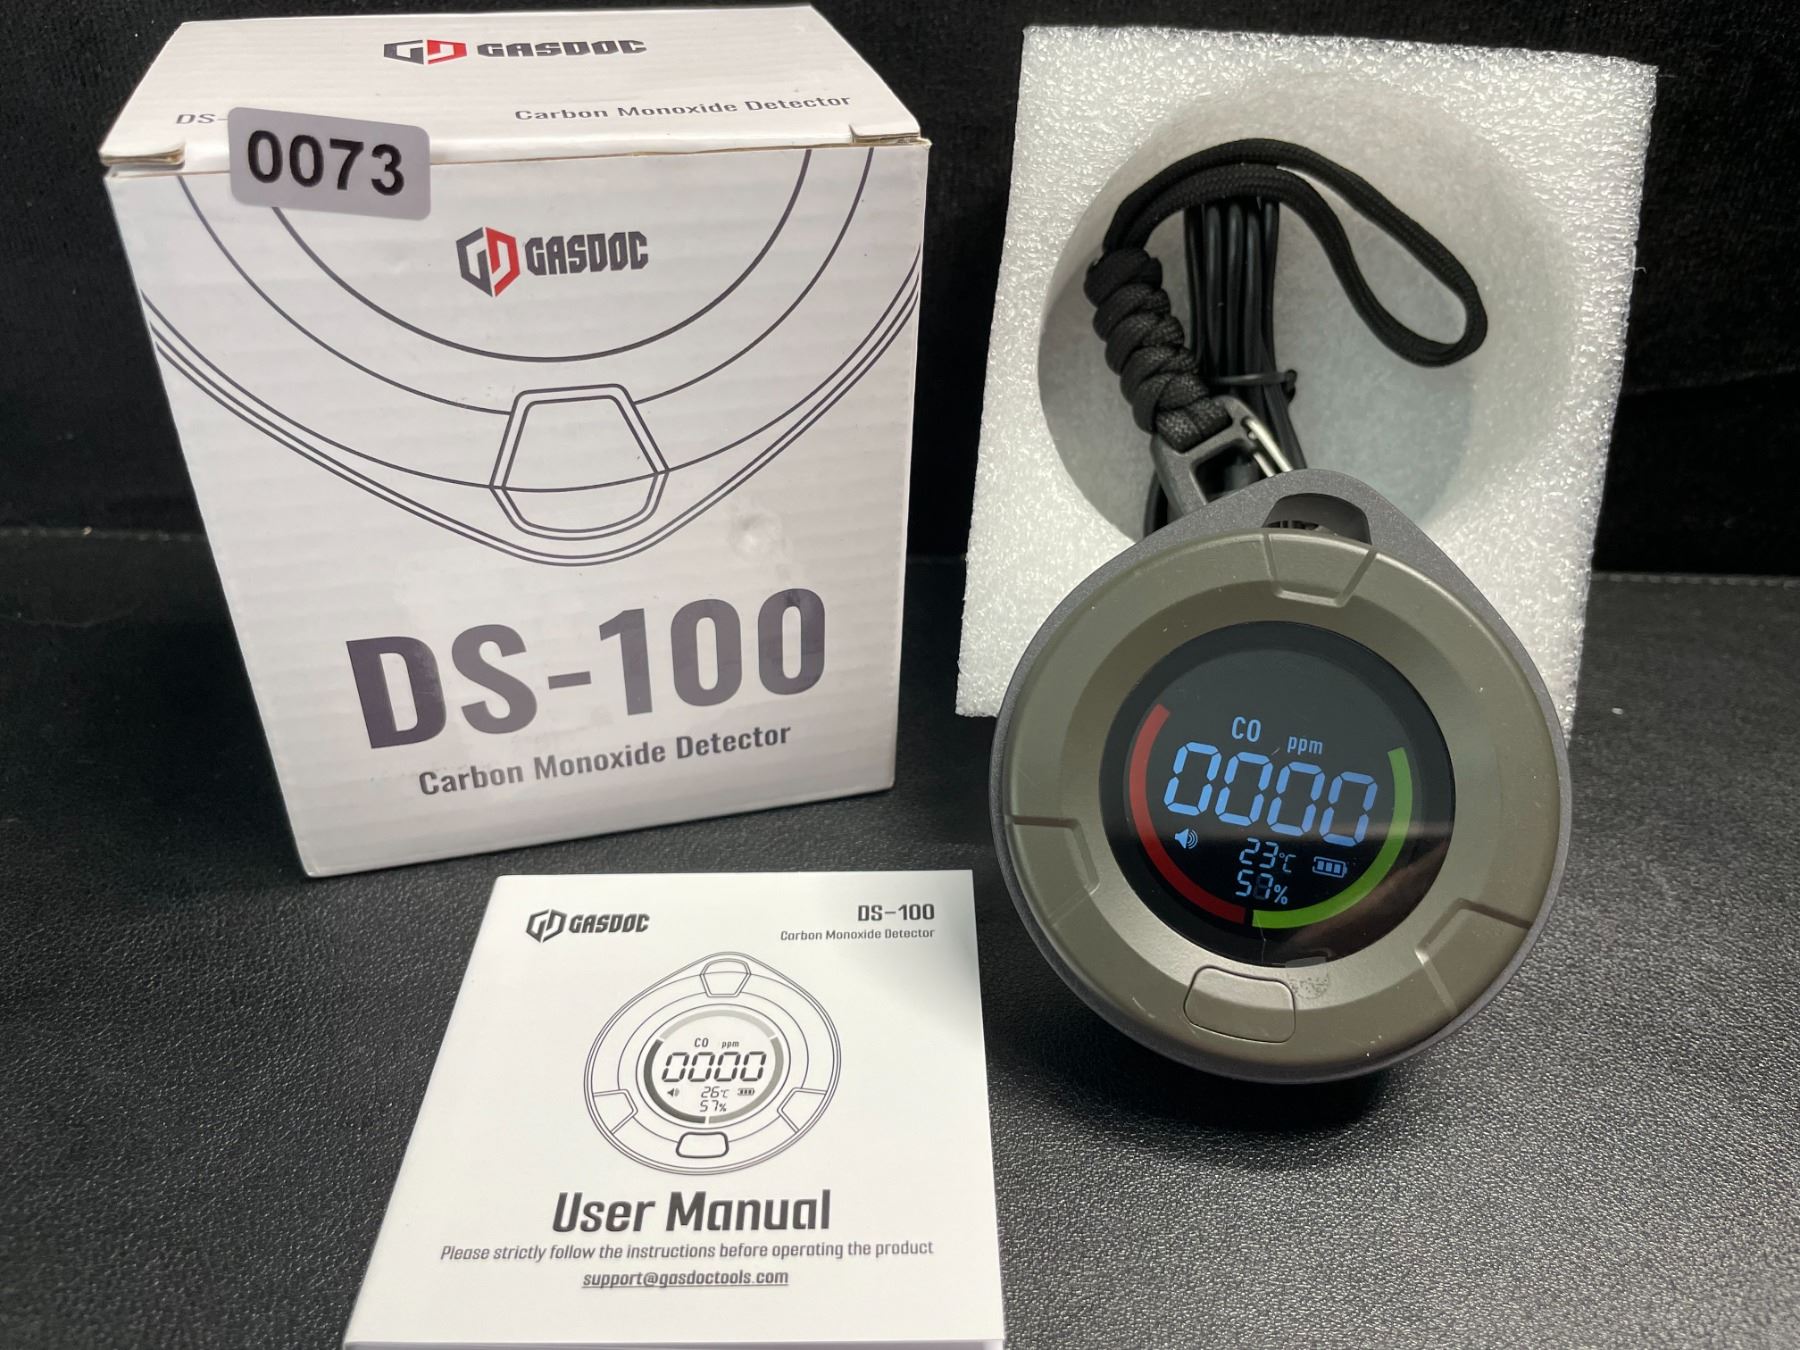 GASDOC
DS-
Carbon Monoxide Detector
0073
GASDOC
DS-100
Carbon Monoxide Detector
CO ppm
0000
23°C
57%
GASDOC
DS-100
Carbon Monoxide Detector
CO ppm
0000
26°C
57%
User Manual
Please strictly follow the instructions before operating the product
support@gasdoctools.com